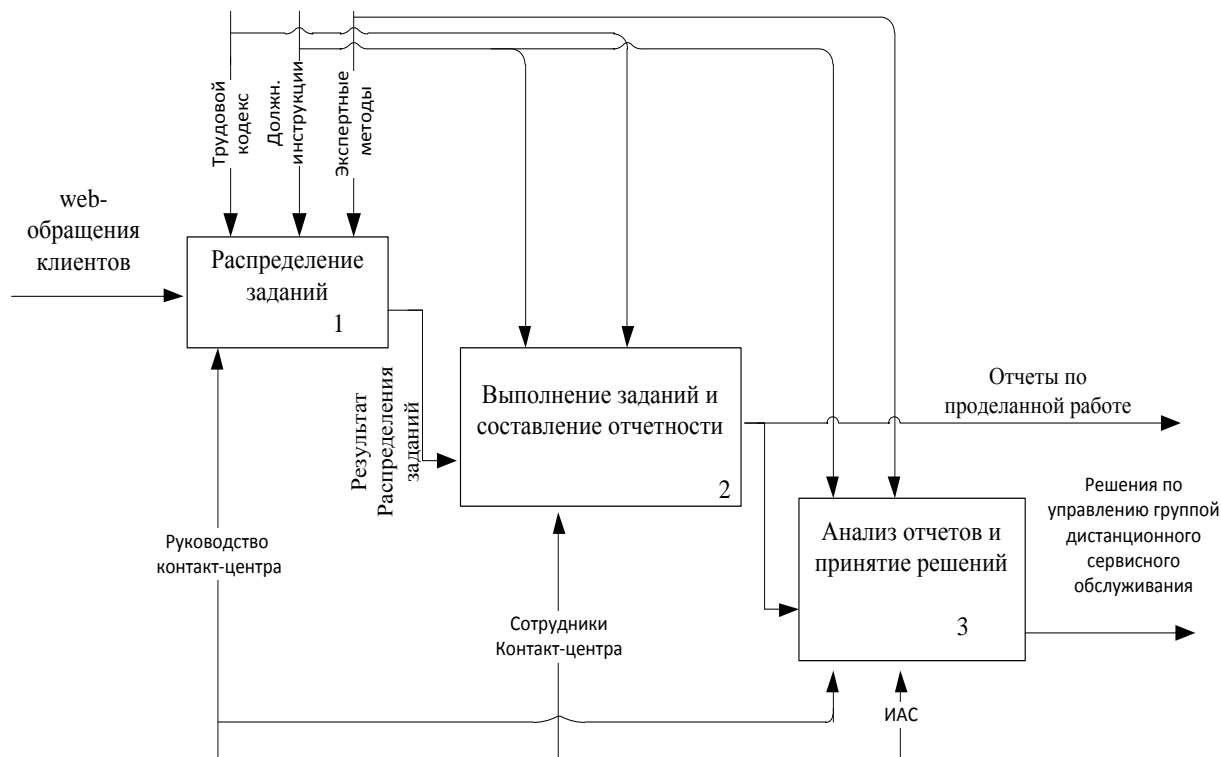 Трудовой
кодекс
Должн.
инструкции
Экспертные
методы
web-
обращения
клиентов
Распределение
заданий
1
Результат
Распределения
заданий
Выполнение заданий и
составление отчетности
2
Отчеты по
проделанной работе
Анализ отчетов и
принятие решений
3
Решения по
управлению группой
дистанционного
сервисного
обслуживания
Руководство
контакт-центра
Сотрудники
Контакт-центра
ИАС